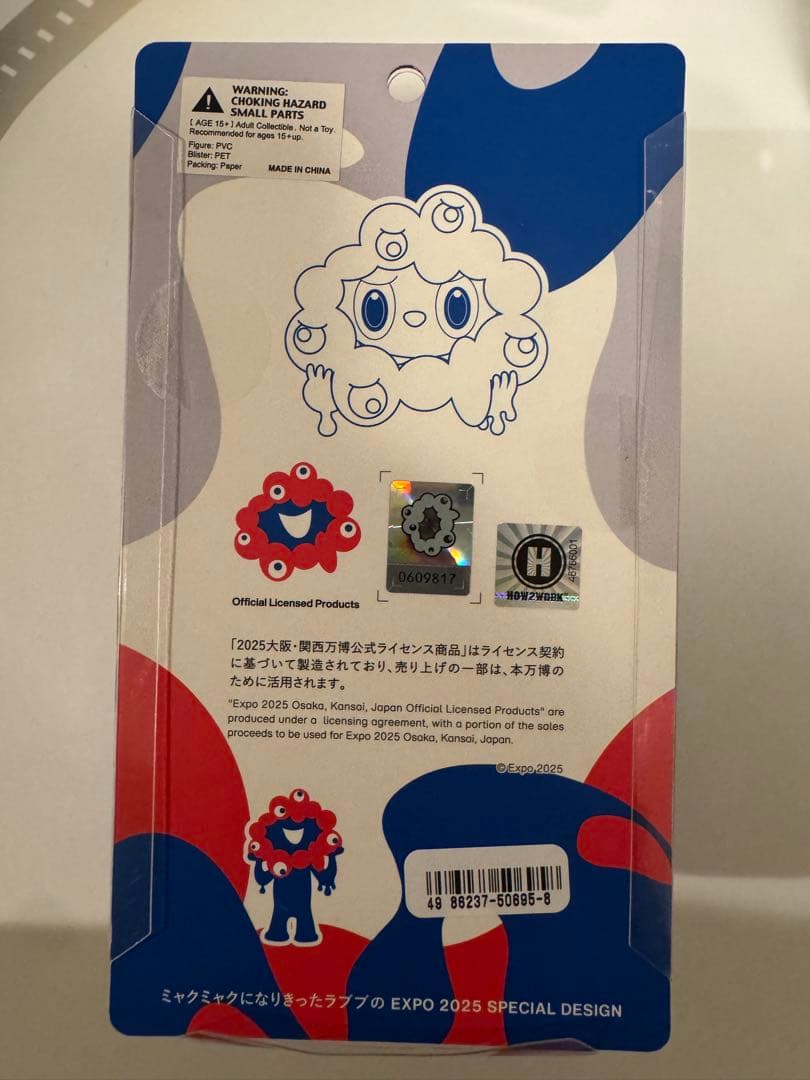 WARNING:
CHOKING HAZARD
SMALL PARTS
[ AGE 15+ ] Adult Collectible. Not a Toy.
Recommended for ages 15+up.
Figure: PVC
Blister: PET
Packing: Paper MADE IN CHINA
0609817
H
HOW2WORK
46766001
Official Licensed Products
「2025大阪・関西万博公式ライセンス商品」はライセンス契約
に基づいて製造されており、売り上げの一部は、本万博の
ために活用されます。
"Expo 2025 Osaka, Kansai, Japan Official Licensed Products" are
produced under a licensing agreement, with a portion of the sales
proceeds to be used for Expo 2025 Osaka, Kansai, Japan.
©Expo 2025
49 86237-50695-8
ミャクミャクになりきったラブブの EXPO 2025 SPECIAL DESIGN